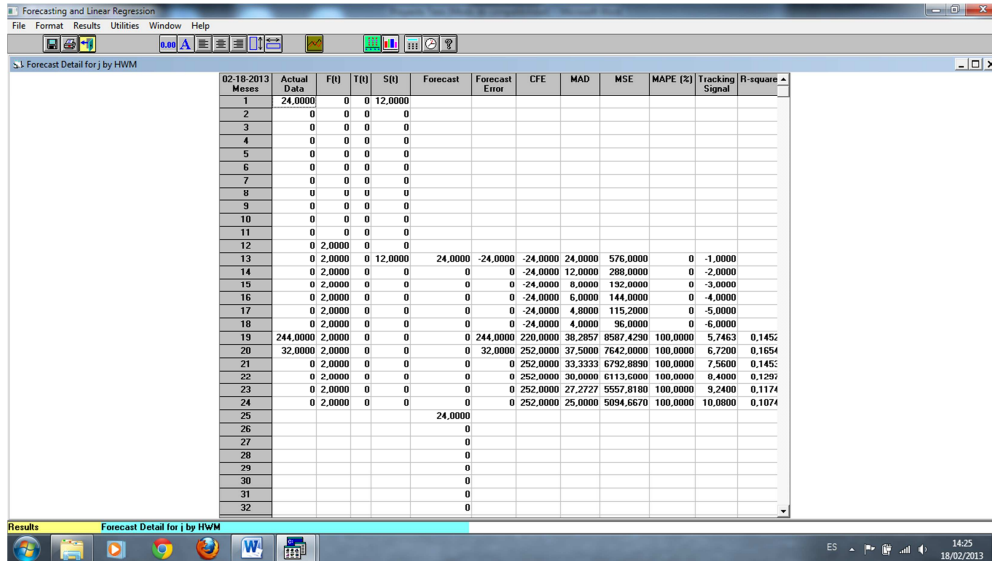 Forecasting and Linear Regression
File Format Results Utilities Window Help
0.00 A
Forecast Detail for j by HWM
02-18-2013 Meses Actual Data F(t) T(t) S(t) Forecast Forecast Error CFE MAD MSE MAPE (%) Tracking Signal R-square
1 24,0000 0 0 12,0000
2 0 0 0 0
3 0 0 0 0
4 0 0 0 0
5 0 0 0 0
6 0 0 0 0
7 0 0 0 0
8 0 0 0 0
9 0 0 0 0
10 0 0 0 0
11 0 0 0 0
12 0 2,0000 0 0
13 0 2,0000 0 12,0000 24,0000 -24,0000 -24,0000 24,0000 576,0000 0 -1,0000
14 0 2,0000 0 0 0 0 -24,0000 12,0000 288,0000 0 -2,0000
15 0 2,0000 0 0 0 0 -24,0000 8,0000 192,0000 0 -3,0000
16 0 2,0000 0 0 0 0 -24,0000 6,0000 144,0000 0 -4,0000
17 0 2,0000 0 0 0 0 -24,0000 4,8000 115,2000 0 -5,0000
18 0 2,0000 0 0 0 0 -24,0000 4,0000 96,0000 0 -6,0000
19 244,0000 2,0000 0 0 0 244,0000 220,0000 38,2857 8587,4290 100,0000 5,7463 0,1452
20 32,0000 2,0000 0 0 0 32,0000 252,0000 37,5000 7642,0000 100,0000 6,7200 0,1654
21 0 2,0000 0 0 0 0 252,0000 33,3333 6792,8890 100,0000 7,5600 0,1453
22 0 2,0000 0 0 0 0 252,0000 30,0000 6113,6000 100,0000 8,4000 0,1297
23 0 2,0000 0 0 0 0 252,0000 27,2727 5557,8180 100,0000 9,2400 0,1174
24 0 2,0000 0 0 0 0 252,0000 25,0000 5094,6670 100,0000 10,0800 0,1074
25 24,0000
26 0
27 0
28 0
29 0
30 0
31 0
32 0
Results Forecast Detail for j by HWM
ES 14:25
18/02/2013